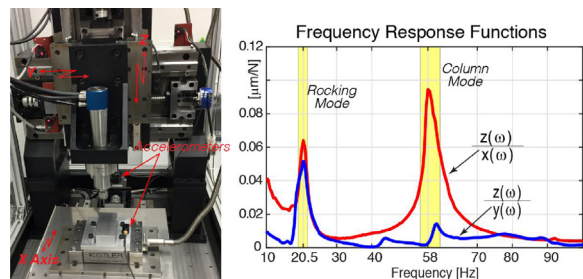 Z
Accelerometers
X Axis
KISTLER
Frequency Response Functions
[µm/N]
0.12
0.1
0.08
0.06
0.04
0.02
0
Rocking
Mode
Column
Mode
z(ω)
x(ω)
z(ω)
y(ω)
10 20.5 30 40 50 58 70 80 90
Frequency [Hz]